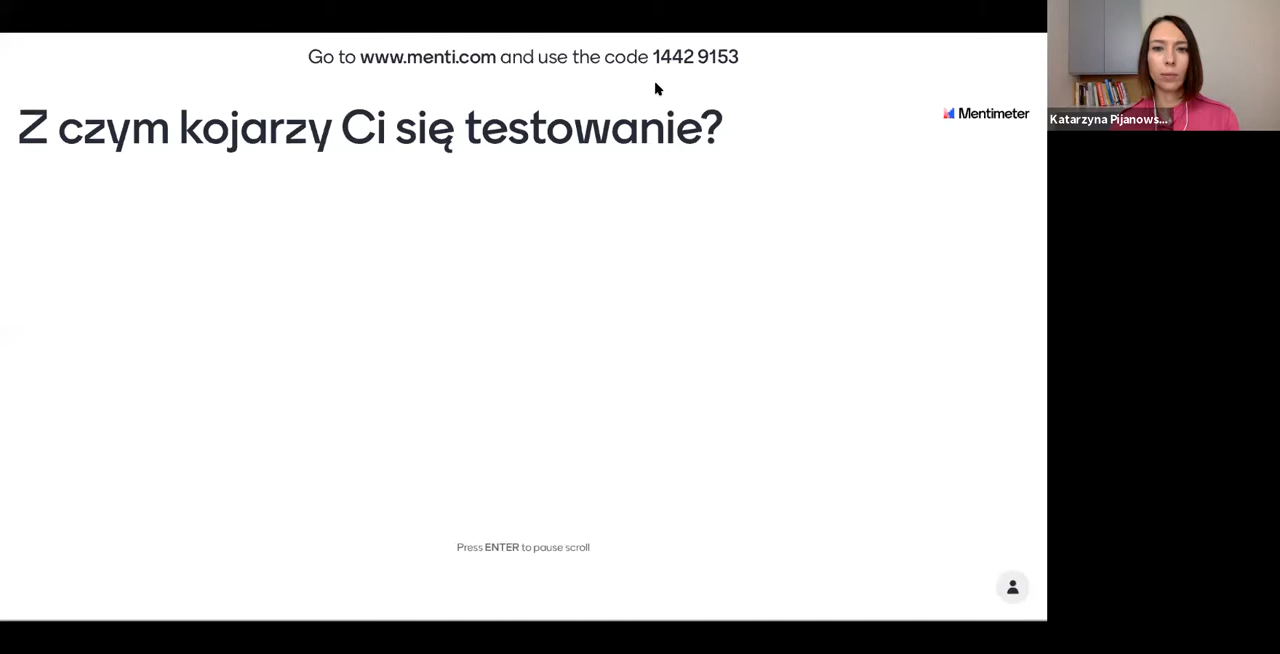 Go to www.menti.com and use the code 1442 9153
Z czym kojarzy Ci się testowanie?
Mentimeter
Katarzyna Pijanows...
Press ENTER to pause scroll